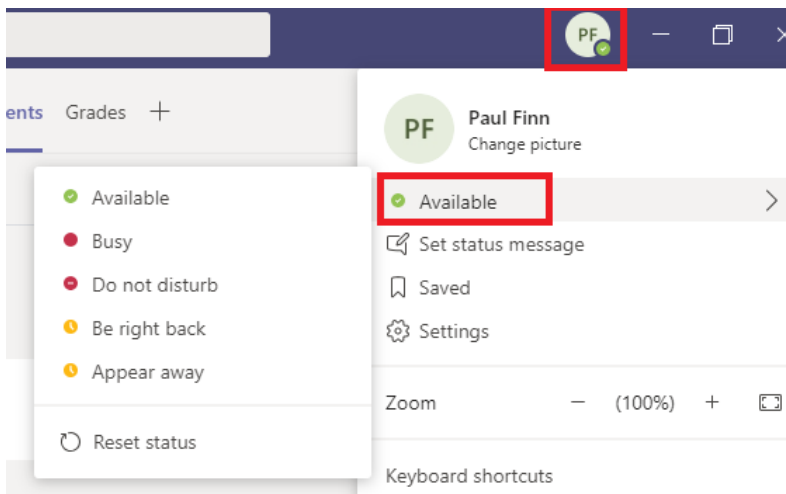 PF
ents Grades +
PF
Paul Finn
Change picture
Available
Set status message
Saved
Settings
Zoom − (100%) +
Keyboard shortcuts
Available
Busy
Do not disturb
Be right back
Appear away
Reset status